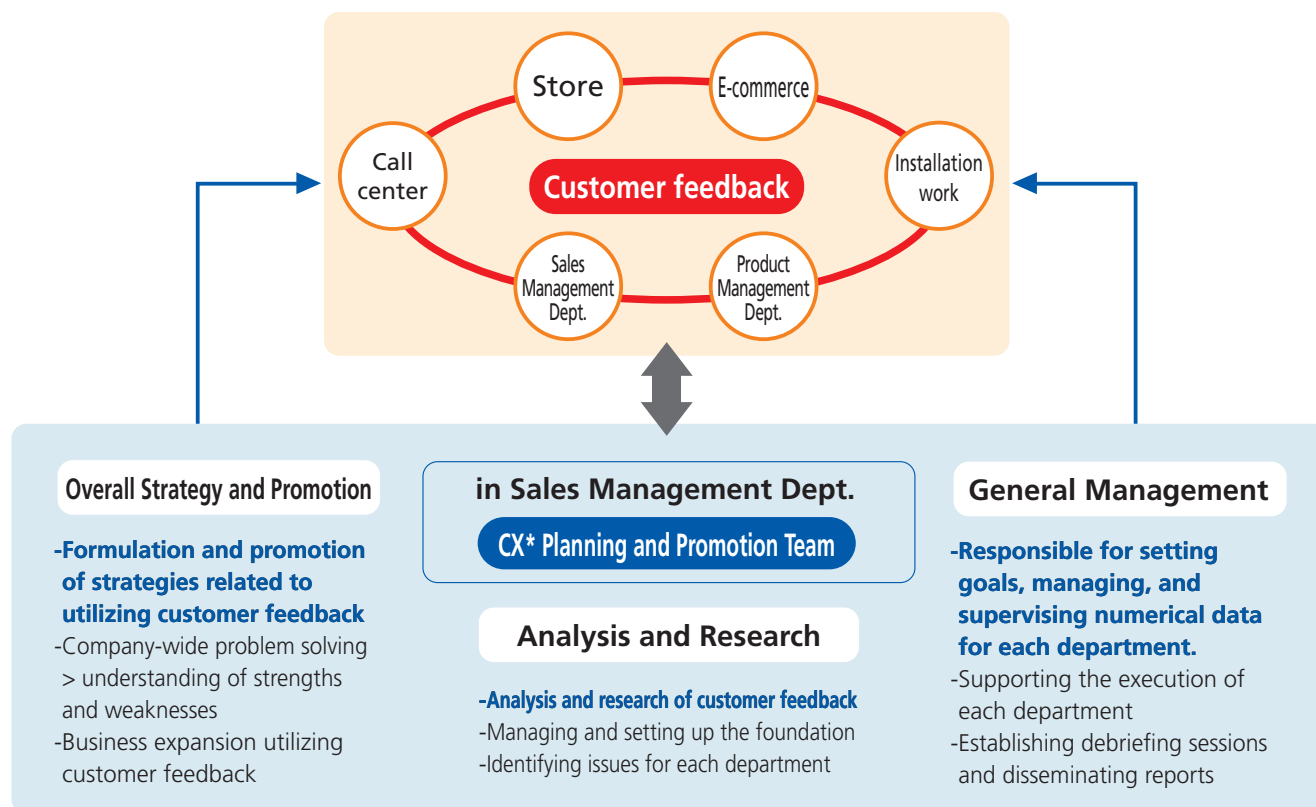 Store
E-commerce
Call
center
Customer feedback
Installation
work
Sales
Management
Dept.
Product
Management
Dept.
Overall Strategy and Promotion
-Formulation and promotion
of strategies related to
utilizing customer feedback
-Company-wide problem solving
> understanding of strengths
and weaknesses
-Business expansion utilizing
customer feedback
in Sales Management Dept.
CX* Planning and Promotion Team
Analysis and Research
-Analysis and research of customer feedback
-Managing and setting up the foundation
-Identifying issues for each department
General Management
-Responsible for setting
goals, managing, and
supervising numerical data
for each department.
-Supporting the execution of
each department
-Establishing debriefing sessions
and disseminating reports